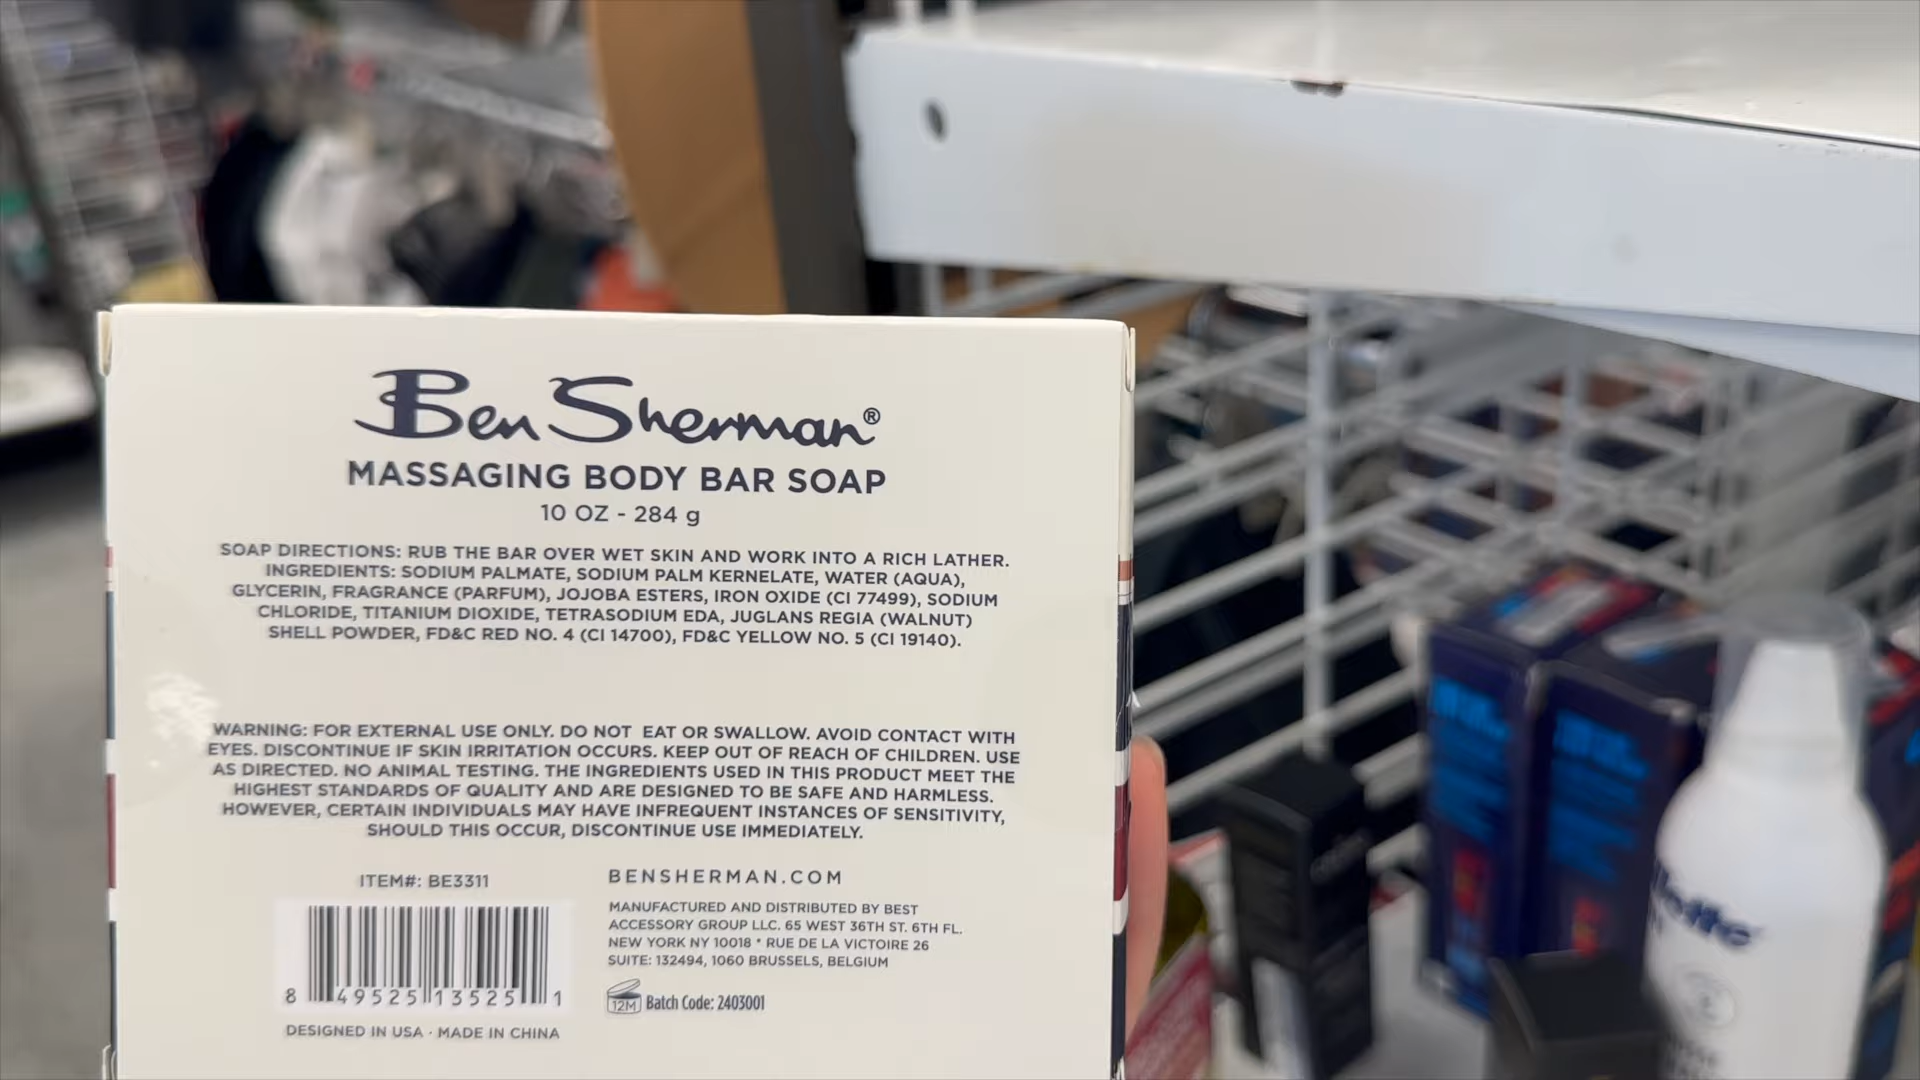 Ben Sherman®
MASSAGING BODY BAR SOAP
10 OZ - 284 g
SOAP DIRECTIONS: RUB THE BAR OVER WET SKIN AND WORK INTO A RICH LATHER.
INGREDIENTS: SODIUM PALMATE, SODIUM PALM KERNELATE, WATER (AQUA),
GLYCERIN, FRAGRANCE (PARFUM), JOJOBA ESTERS, IRON OXIDE (CI 77499), SODIUM
CHLORIDE, TITANIUM DIOXIDE, TETRASODIUM EDA, JUGLANS REGIA (WALNUT)
SHELL POWDER, FD&C RED NO. 4 (CI 14700), FD&C YELLOW NO. 5 (CI 19140).
WARNING: FOR EXTERNAL USE ONLY. DO NOT EAT OR SWALLOW. AVOID CONTACT WITH
EYES. DISCONTINUE IF SKIN IRRITATION OCCURS. KEEP OUT OF REACH OF CHILDREN. USE
AS DIRECTED. NO ANIMAL TESTING. THE INGREDIENTS USED IN THIS PRODUCT MEET THE
HIGHEST STANDARDS OF QUALITY AND ARE DESIGNED TO BE SAFE AND HARMLESS.
HOWEVER, CERTAIN INDIVIDUALS MAY HAVE INFREQUENT INSTANCES OF SENSITIVITY,
SHOULD THIS OCCUR, DISCONTINUE USE IMMEDIATELY.
ITEM#: BE3311
8 49525 13525 1
DESIGNED IN USA · MADE IN CHINA
BENSHERMAN.COM
MANUFACTURED AND DISTRIBUTED BY BEST
ACCESSORY GROUP LLC. 65 WEST 36TH ST. 6TH FL.
NEW YORK NY 10018 * RUE DE LA VICTOIRE 26
SUITE: 132494, 1060 BRUSSELS, BELGIUM
12M Batch Code: 2403001